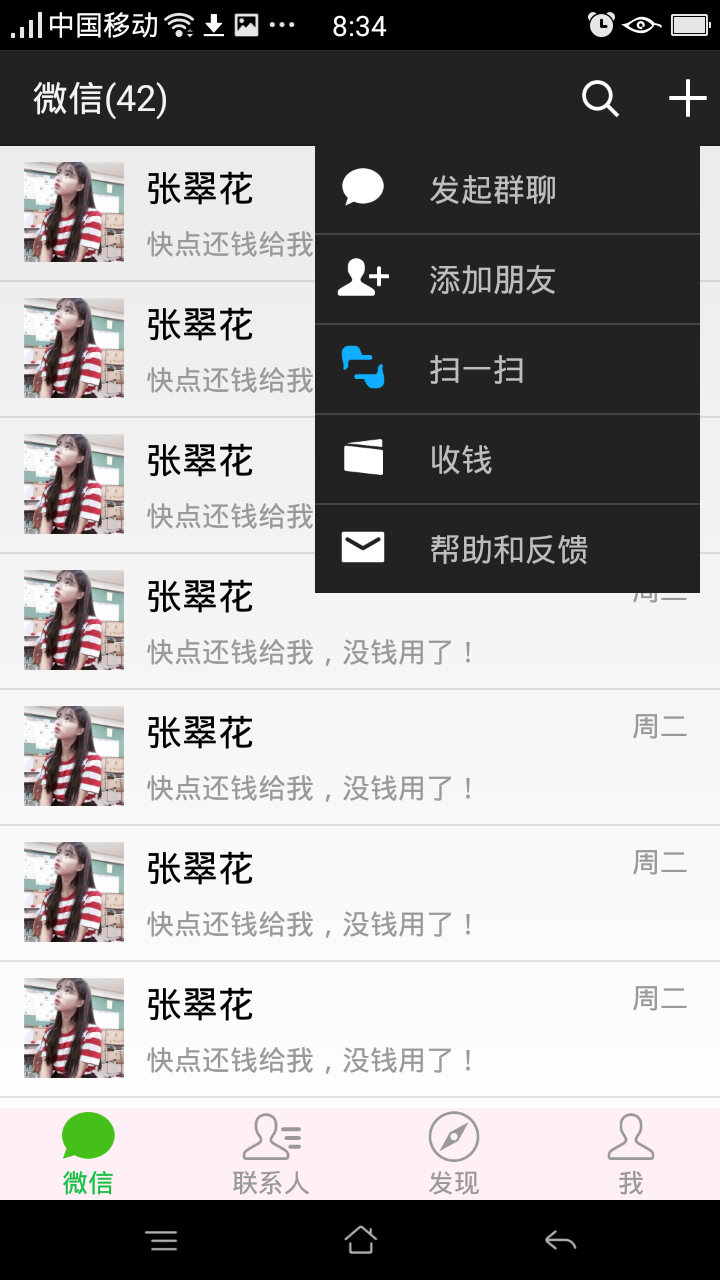 中国移动 8:34
微信(42)
张翠花
快点还钱给我
张翠花
快点还钱给我
张翠花
快点还钱给我
发起群聊
添加朋友
扫一扫
收钱
帮助和反馈
张翠花 周二
快点还钱给我，没钱用了！
张翠花 周二
快点还钱给我，没钱用了！
张翠花 周二
快点还钱给我，没钱用了！
张翠花 周二
快点还钱给我，没钱用了！
微信 联系人 发现 我